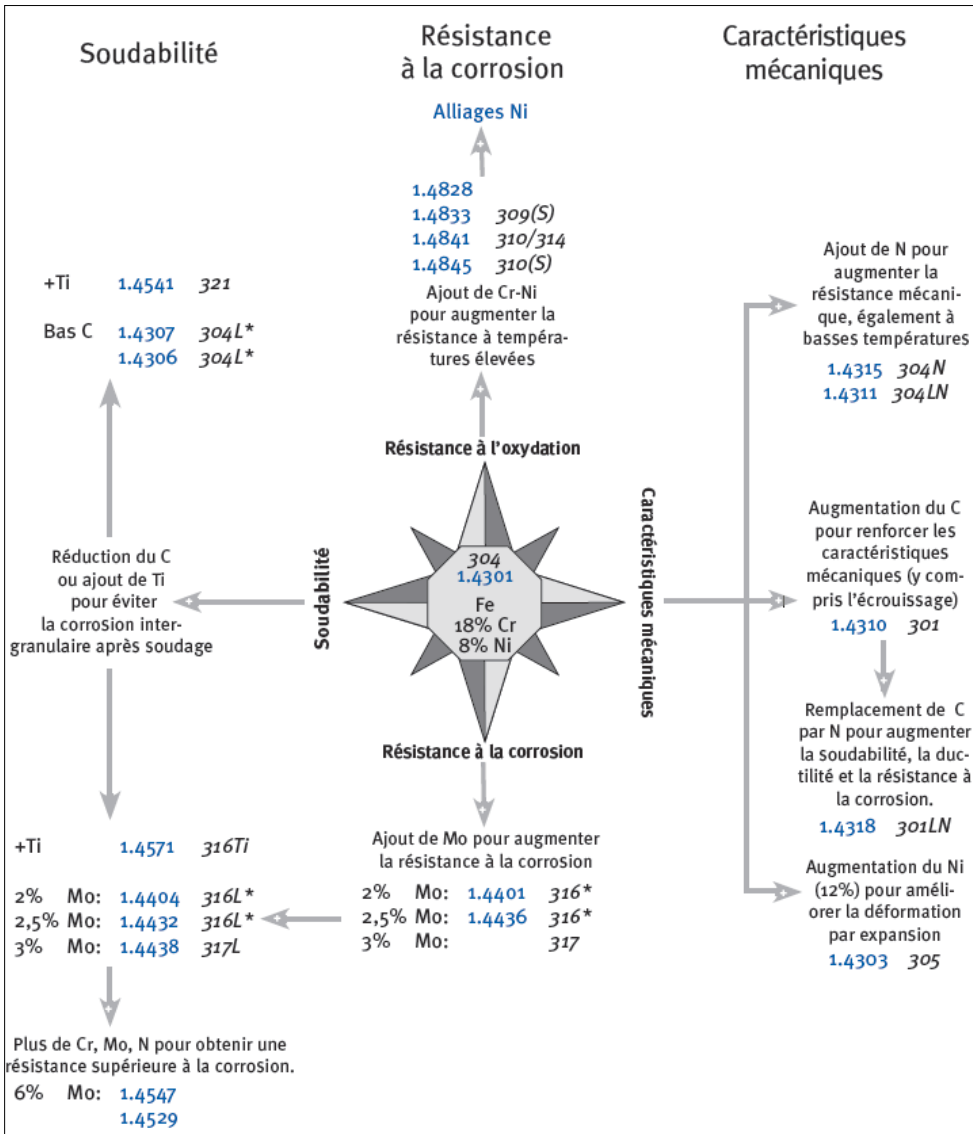 Soudabilité
Résistance
à la corrosion
Caractéristiques
mécaniques
Alliages Ni
1.4828
1.4833 309(S)
1.4841 310/314
1.4845 310(S)
Ajout de Cr-Ni
pour augmenter la
résistance à tempéra-
tures élevées
+Ti 1.4541 321
Bas C 1.4307 304L*
1.4306 304L*
Ajout de N pour
augmenter la
résistance mécani-
que, également à
basses températures
1.4315 304N
1.4311 304LN
Résistance à l'oxydation
Réduction du C
ou ajout de Ti
pour éviter
la corrosion inter-
granulaire après soudage
Soudabilité
304
1.4301
Fe
18% Cr
8% Ni
Caractéristiques mécaniques
Augmentation du C
pour renforcer les
caractéristiques
mécaniques (y com-
pris l'écrouissage)
1.4310 301
Résistance à la corrosion
Remplacement de C
par N pour augmenter
la soudabilité, la duc-
tilité et la résistance à
la corrosion.
1.4318 301LN
+Ti 1.4571 316Ti
2% Mo: 1.4404 316L*
2,5% Mo: 1.4432 316L*
3% Mo: 1.4438 317L
Ajout de Mo pour augmenter
la résistance à la corrosion
2% Mo: 1.4401 316*
2,5% Mo: 1.4436 316*
3% Mo: 317
Augmentation du Ni
(12%) pour améli-
orer la déformation
par expansion
1.4303 305
Plus de Cr, Mo, N pour obtenir une
résistance supérieure à la corrosion.
6% Mo: 1.4547
1.4529